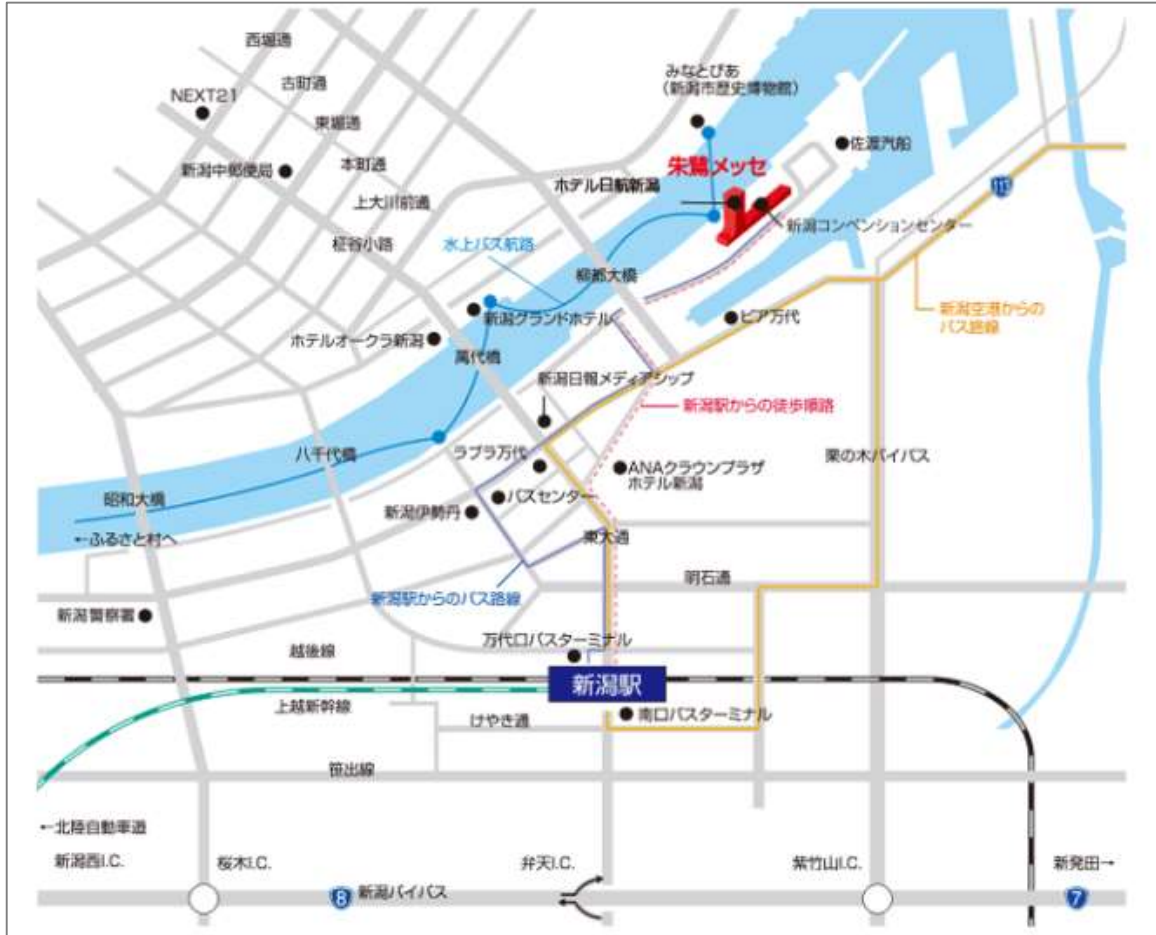 西堀通
古町通
NEXT21
東堀通
新潟中郵便局
本町通
上大川前通
柾谷小路
みなとぴあ
(新潟市歴史博物館)
佐渡汽船
朱鷺メッセ
ホテル日航新潟
113
新潟コンベンションセンター
水上バス航路
柳都大橋
新潟グランドホテル
ピア万代
新潟空港からの
バス路線
ホテルオークラ新潟
萬代橋
新潟日報メディアシップ
新潟駅からの徒歩順路
八千代橋
ラブラ万代
ANAクラウンプラザ
ホテル新潟
栗の木バイパス
昭和大橋
バスセンター
新潟伊勢丹
←ふるさと村へ
東大通
新潟駅からのバス路線
明石通
新潟警察署
万代口バスターミナル
越後線
新潟駅
上越新幹線
けやき通
南口バスターミナル
笹出線
←北陸自動車道
新潟西I.C.
桜木I.C.
弁天I.C.
紫竹山I.C.
新発田→
8
新潟バイパス
7